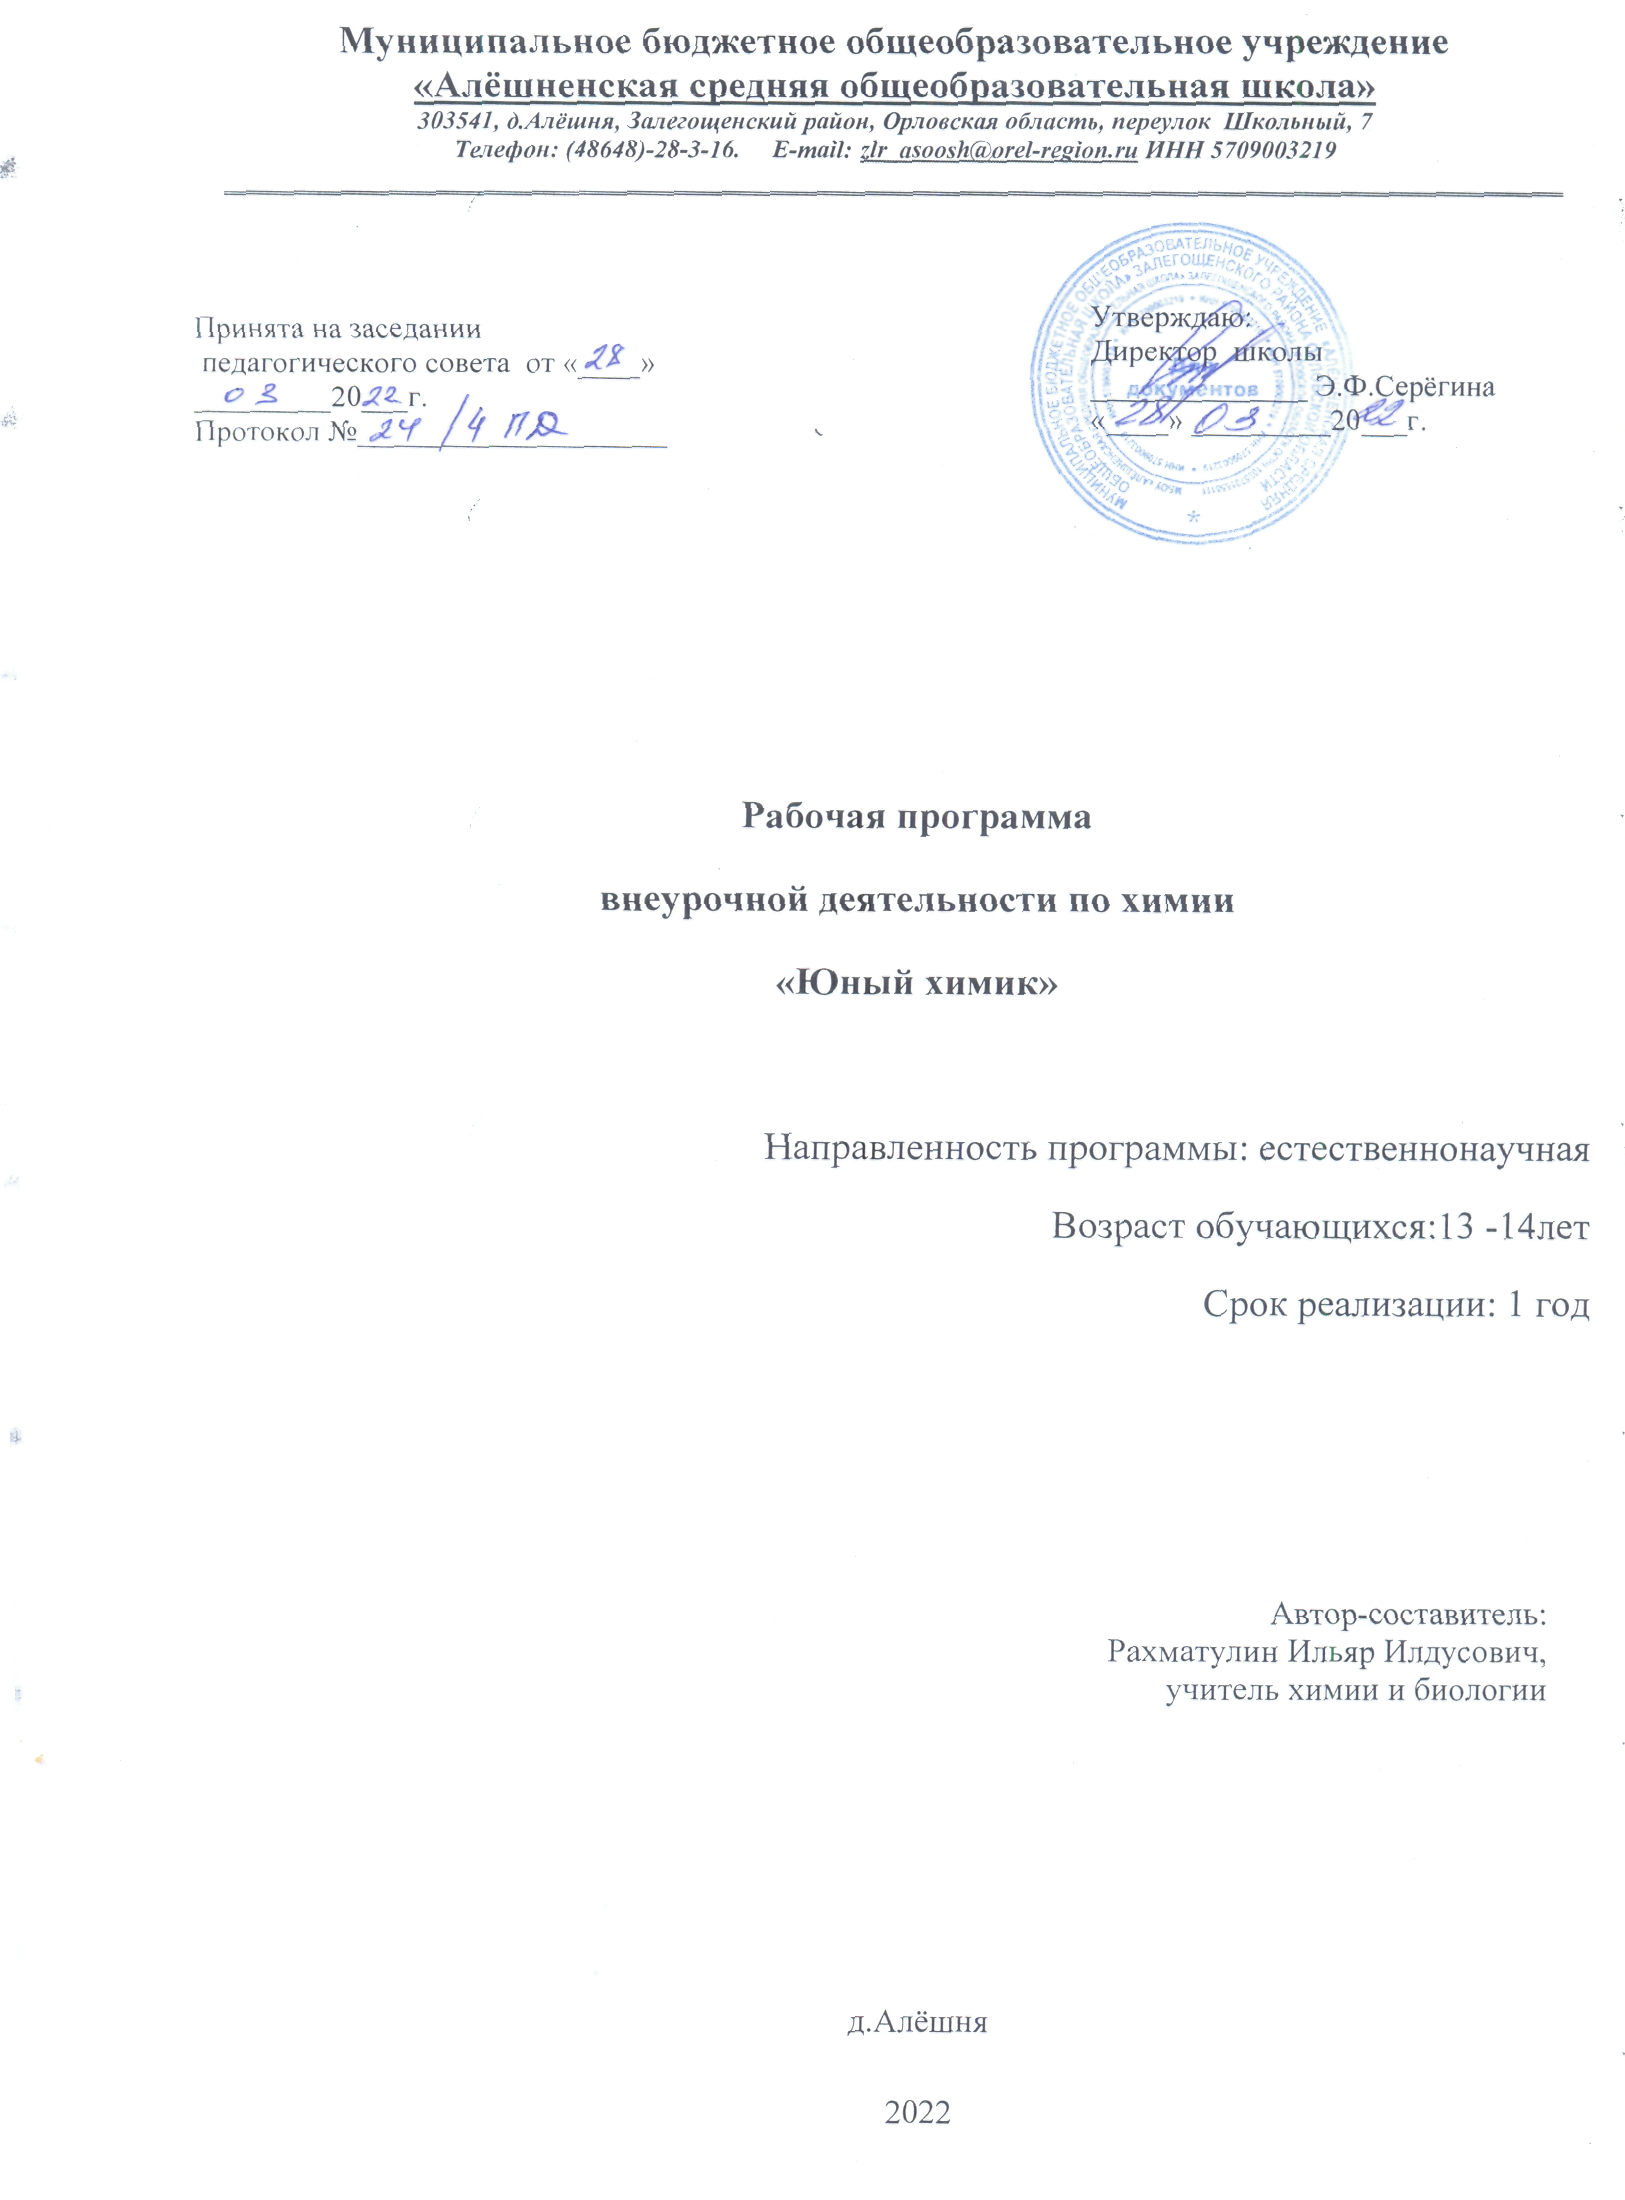 Муниципальное бюджетное общеобразовательное учреждение
«Алёшненская средняя общеобразовательная школа»
303541, д.Алёшня, Залегощенский район, Орловская область, переулок Школьный, 7
Телефон: (48648)-28-3-16. E-mail: zlr_asoosh@orel-region.ru ИНН 5709003219
Принята на заседании
педагогического совета от «28»
03 2022 г.
Протокол № 24/4 ПД
Утверждаю:
Директор школы
Э.Ф.Серёгина
«28» 03 2022 г.
документов
Рабочая программа
внеурочной деятельности по химии
«Юный химик»
Направленность программы: естественнонаучная
Возраст обучающихся:13 -14лет
Срок реализации: 1 год
Автор-составитель:
Рахматулин Ильяр Илдусович,
учитель химии и биологии
д.Алёшня
2022